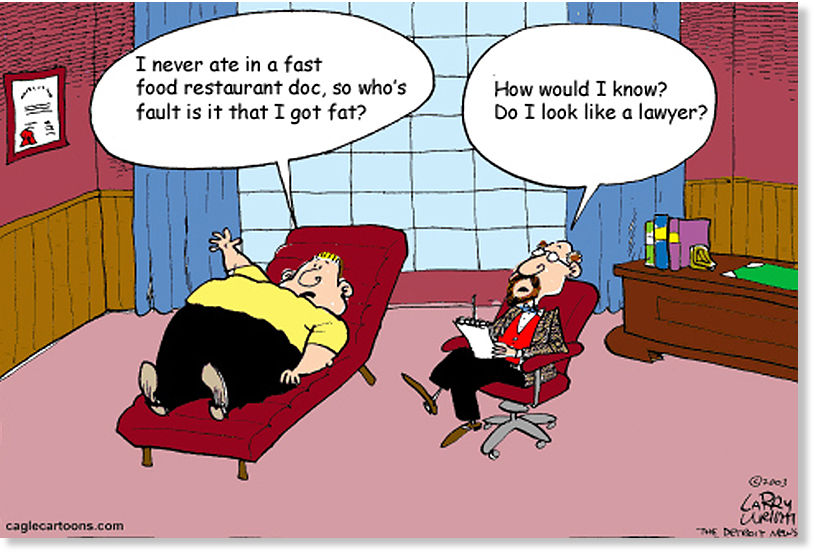 I never ate in a fast
food restaurant doc, so who's
fault is it that I got fat?
How would I know?
Do I look like a lawyer?
©2003
LARRY
WRIGHT
THE DETROIT NEWS
caglecartoons.com